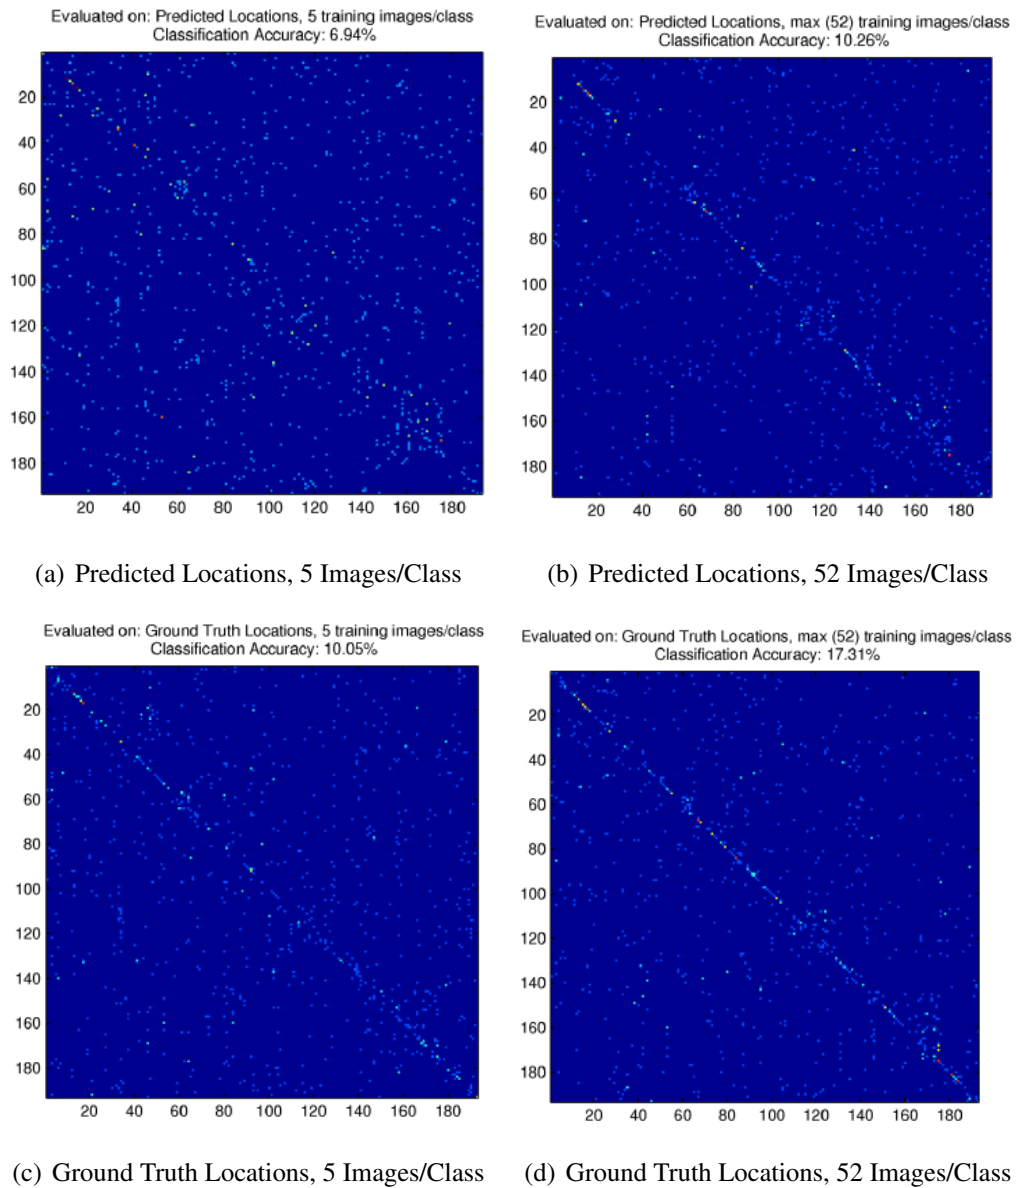 Evaluated on: Predicted Locations, 5 training images/class
Classification Accuracy: 6.94%
20
40
60
80
100
120
140
160
180
20 40 60 80 100 120 140 160 180
(a) Predicted Locations, 5 Images/Class
Evaluated on: Predicted Locations, max (52) training images/class
Classification Accuracy: 10.26%
20
40
60
80
100
120
140
160
180
20 40 60 80 100 120 140 160 180
(b) Predicted Locations, 52 Images/Class
Evaluated on: Ground Truth Locations, 5 training images/class
Classification Accuracy: 10.05%
20
40
60
80
100
120
140
160
180
20 40 60 80 100 120 140 160 180
(c) Ground Truth Locations, 5 Images/Class
Evaluated on: Ground Truth Locations, max (52) training images/class
Classification Accuracy: 17.31%
20
40
60
80
100
120
140
160
180
20 40 60 80 100 120 140 160 180
(d) Ground Truth Locations, 52 Images/Class